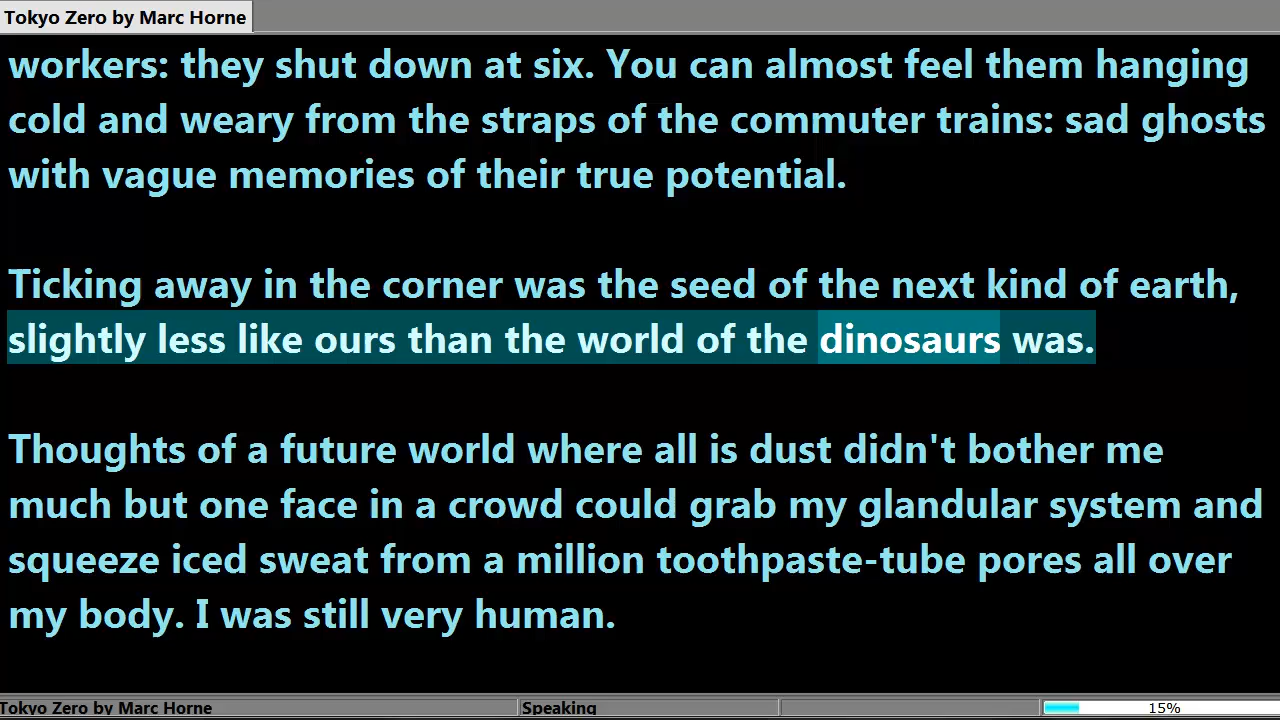 Tokyo Zero by Marc Horne
workers: they shut down at six. You can almost feel them hanging
cold and weary from the straps of the commuter trains: sad ghosts
with vague memories of their true potential.
Ticking away in the corner was the seed of the next kind of earth,
slightly less like ours than the world of the dinosaurs was.
Thoughts of a future world where all is dust didn't bother me
much but one face in a crowd could grab my glandular system and
squeeze iced sweat from a million toothpaste-tube pores all over
my body. I was still very human.
Tokyo Zero by Marc Horne Speaking 15%